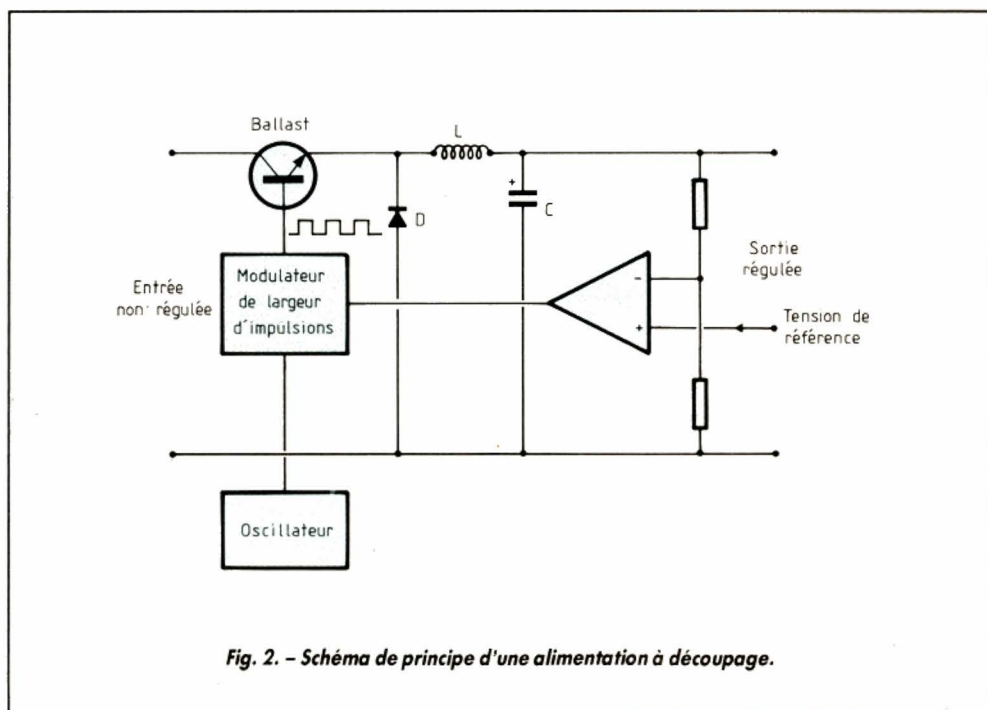 Ballast
L
+
C
D
Entrée
non régulée
Modulateur
de largeur
d'impulsions
-
+
Sortie
régulée
Tension de
référence
Oscillateur
Fig. 2. – Schéma de principe d'une alimentation à découpage.